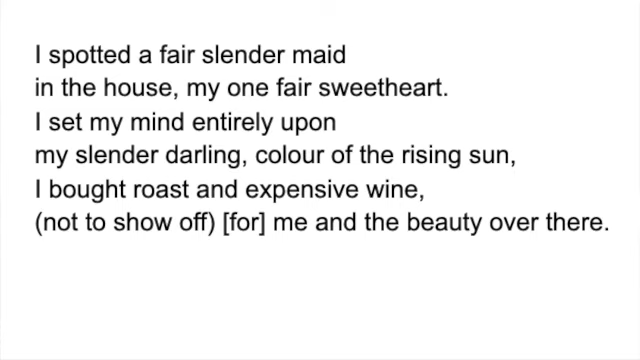 I spotted a fair slender maid
in the house, my one fair sweetheart.
I set my mind entirely upon
my slender darling, colour of the rising sun,
I bought roast and expensive wine,
(not to show off) [for] me and the beauty over there.